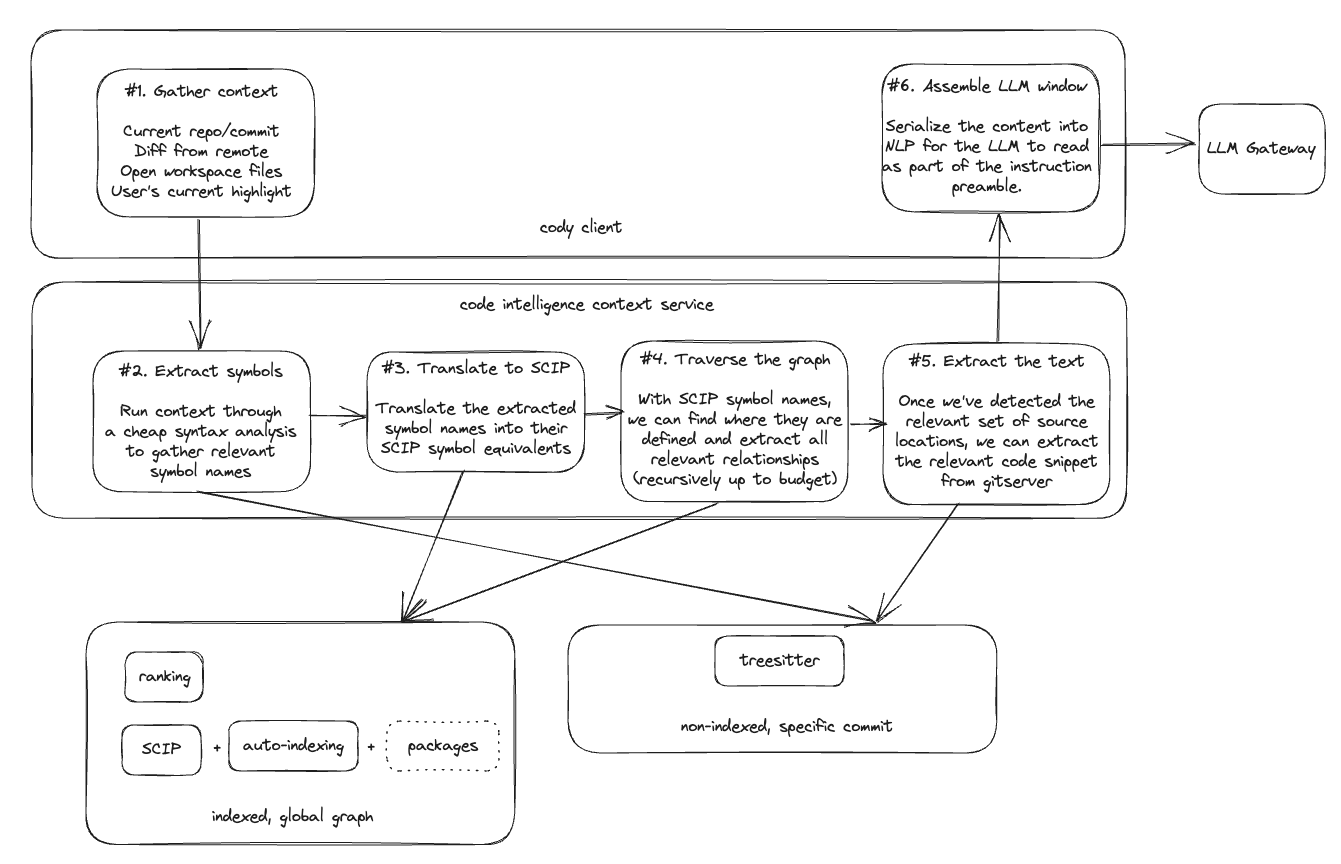 #1. Gather context
Current repo/commit
Diff from remote
Open workspace files
User's current highlight
#6. Assemble LLM window
Serialize the content into
NLP for the LLM to read
as part of the instruction
preamble.
LLM Gateway
cody client
code intelligence context service
#2. Extract symbols
Run context through
a cheap syntax analysis
to gather relevant
symbol names
#3. Translate to SCIP
Translate the extracted
symbol names into their
SCIP symbol equivalents
#4. Traverse the graph
With SCIP symbol names,
we can find where they are
defined and extract all
relevant relationships
(recursively up to budget)
#5. Extract the text
Once we've detected the
relevant set of source
locations, we can extract
the relevant code snippet
from gitserver
ranking
SCIP + auto-indexing + packages
indexed, global graph
treesitter
non-indexed, specific commit